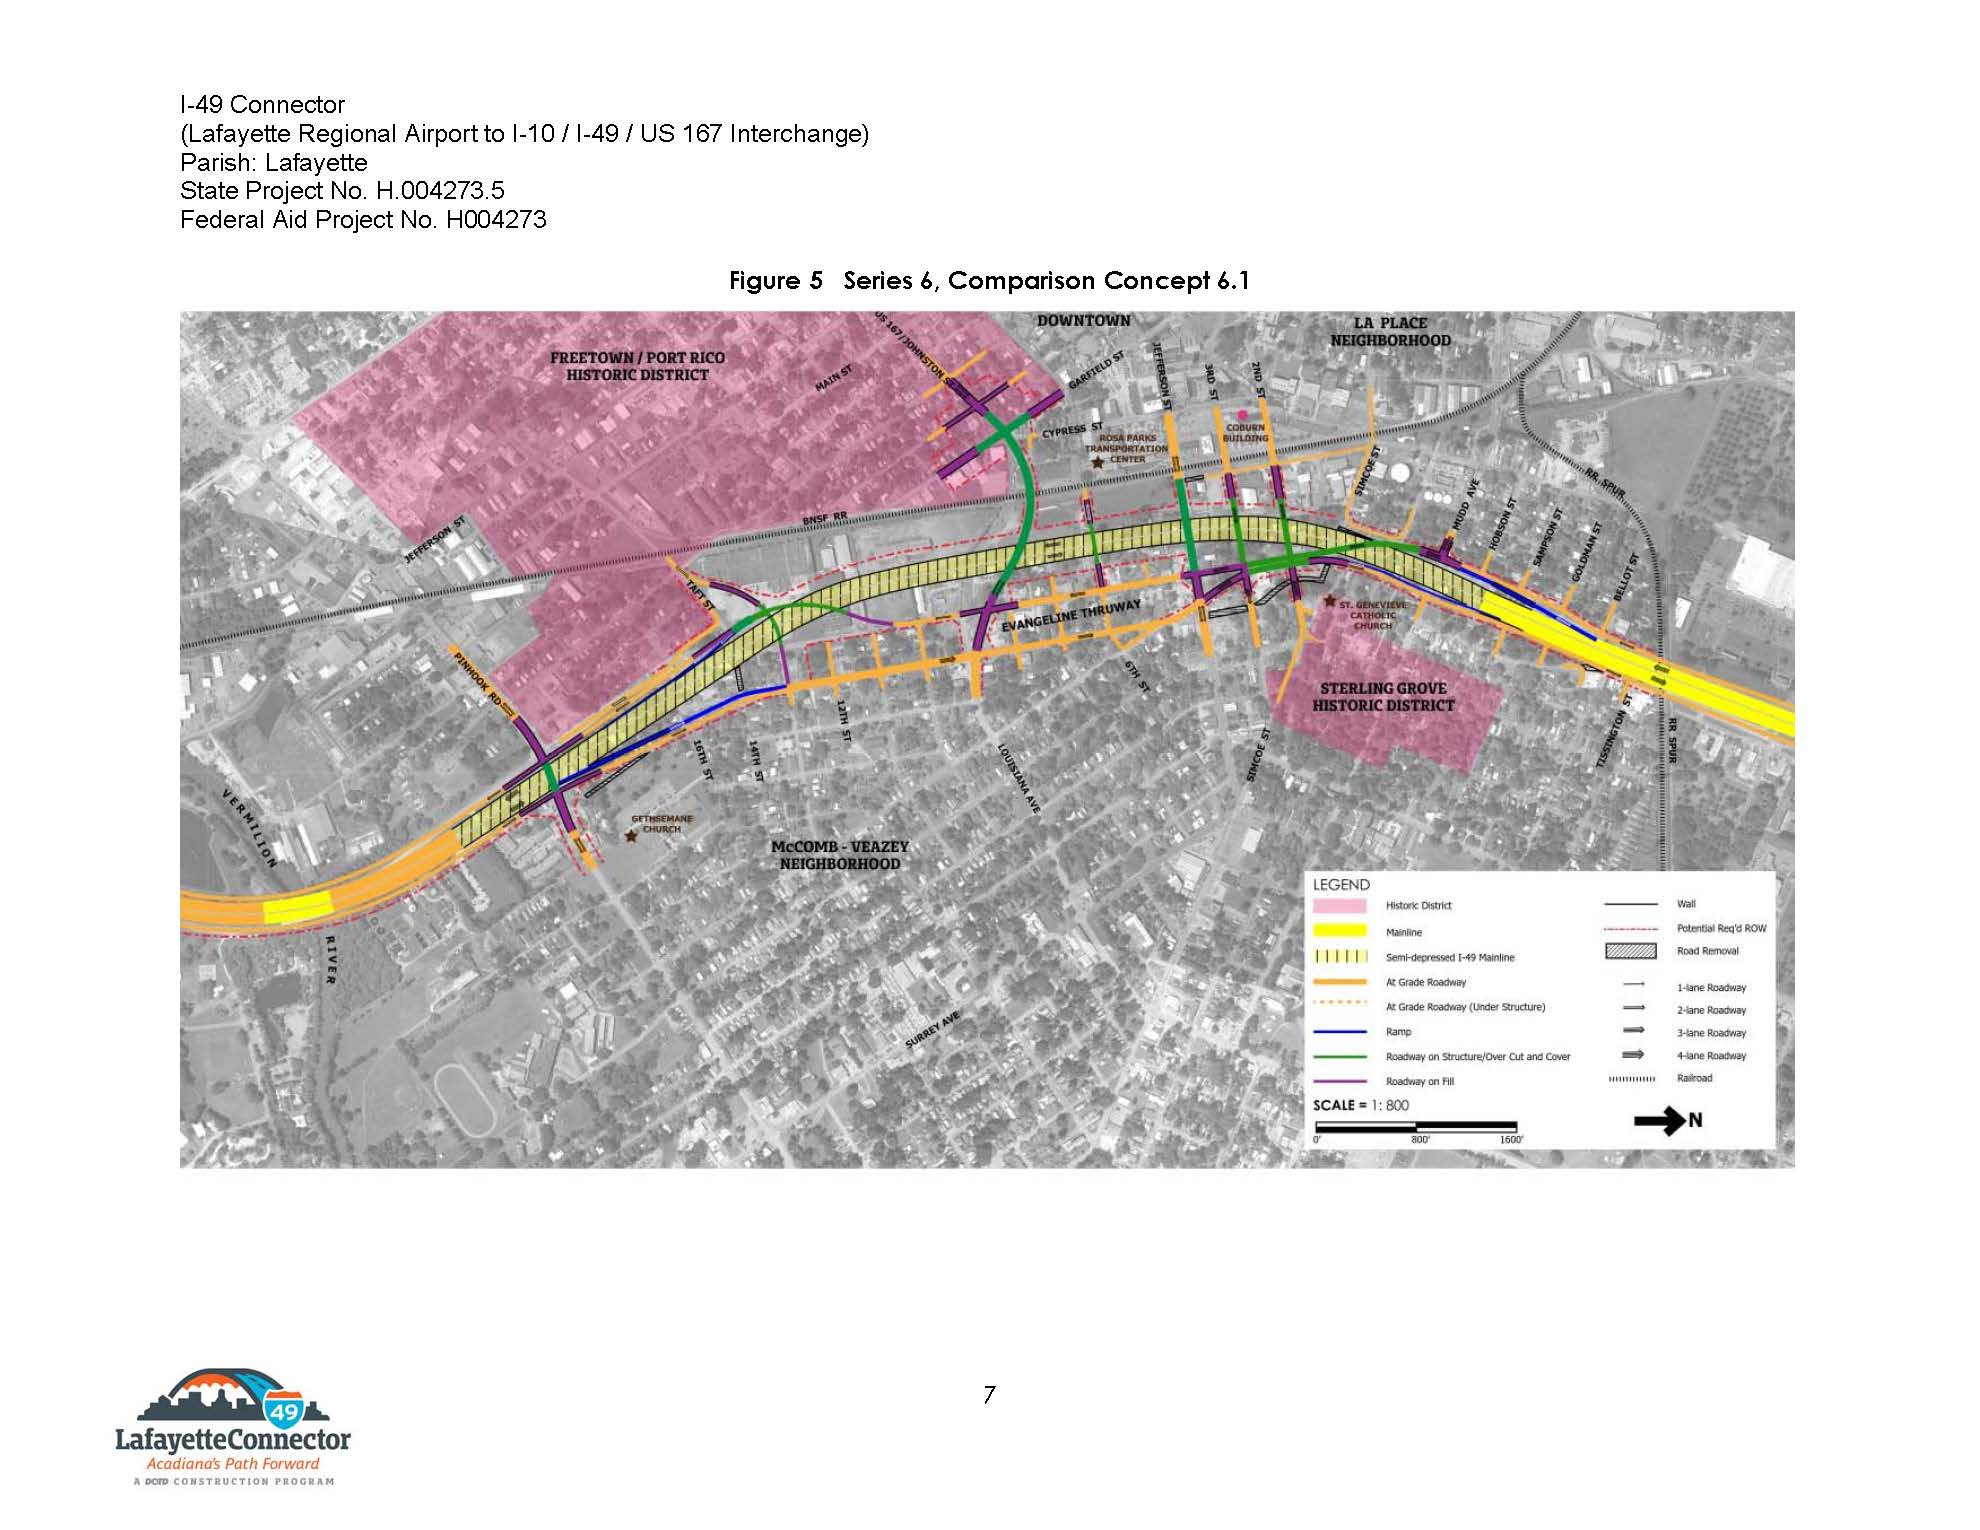 I-49 Connector
(Lafayette Regional Airport to I-10 / I-49 / US 167 Interchange)
Parish: Lafayette
State Project No. H.004273.5
Federal Aid Project No. H004273
Figure 5 Series 6, Comparison Concept 6.1
DOWNTOWN
LA PLACE
NEIGHBORHOOD
FREETOWN / PORT RICO
HISTORIC DISTRICT
US 167/JOHNSTON S
MAIN ST
GARFIELD ST
JEFFERSON ST
3RD ST
2ND ST
CYPRESS ST
ROSA PARKS
TRANSPORTATION
CENTER
COBURN
BUILDING
SIMCOE ST
MUDD AVE
HOBSON ST
SAMPSON ST
GOLDMAN ST
BELLOT ST
RR SPUR
JEFFERSON ST
BNSF RR
TAFT ST
PINHOOK RD
EVANGELINE THRUWAY
ST. GENEVIEVE
CATHOLIC
CHURCH
6TH ST
STERLING GROVE
HISTORIC DISTRICT
12TH ST
14TH ST
16TH ST
LOUISIANA AVE
SIMCOE ST
TISSINGTON ST
RR SPUR
VERMILION
RIVER
GETHSEMANE
CHURCH
McCOMB - VEAZEY
NEIGHBORHOOD
SURREY AVE
LEGEND
Historic District
Mainline
Semi-depressed I-49 Mainline
At Grade Roadway
At Grade Roadway (Under Structure)
Ramp
Roadway on Structure/Over Cut and Cover
Roadway on Fill
Wall
Potential Req'd ROW
Road Removal
1-lane Roadway
2-lane Roadway
3-lane Roadway
4-lane Roadway
Railroad
SCALE = 1: 800
0' 800' 1600'
N
7
49
LafayetteConnector
Acadiana's Path Forward
A DOTD CONSTRUCTION PROGRAM